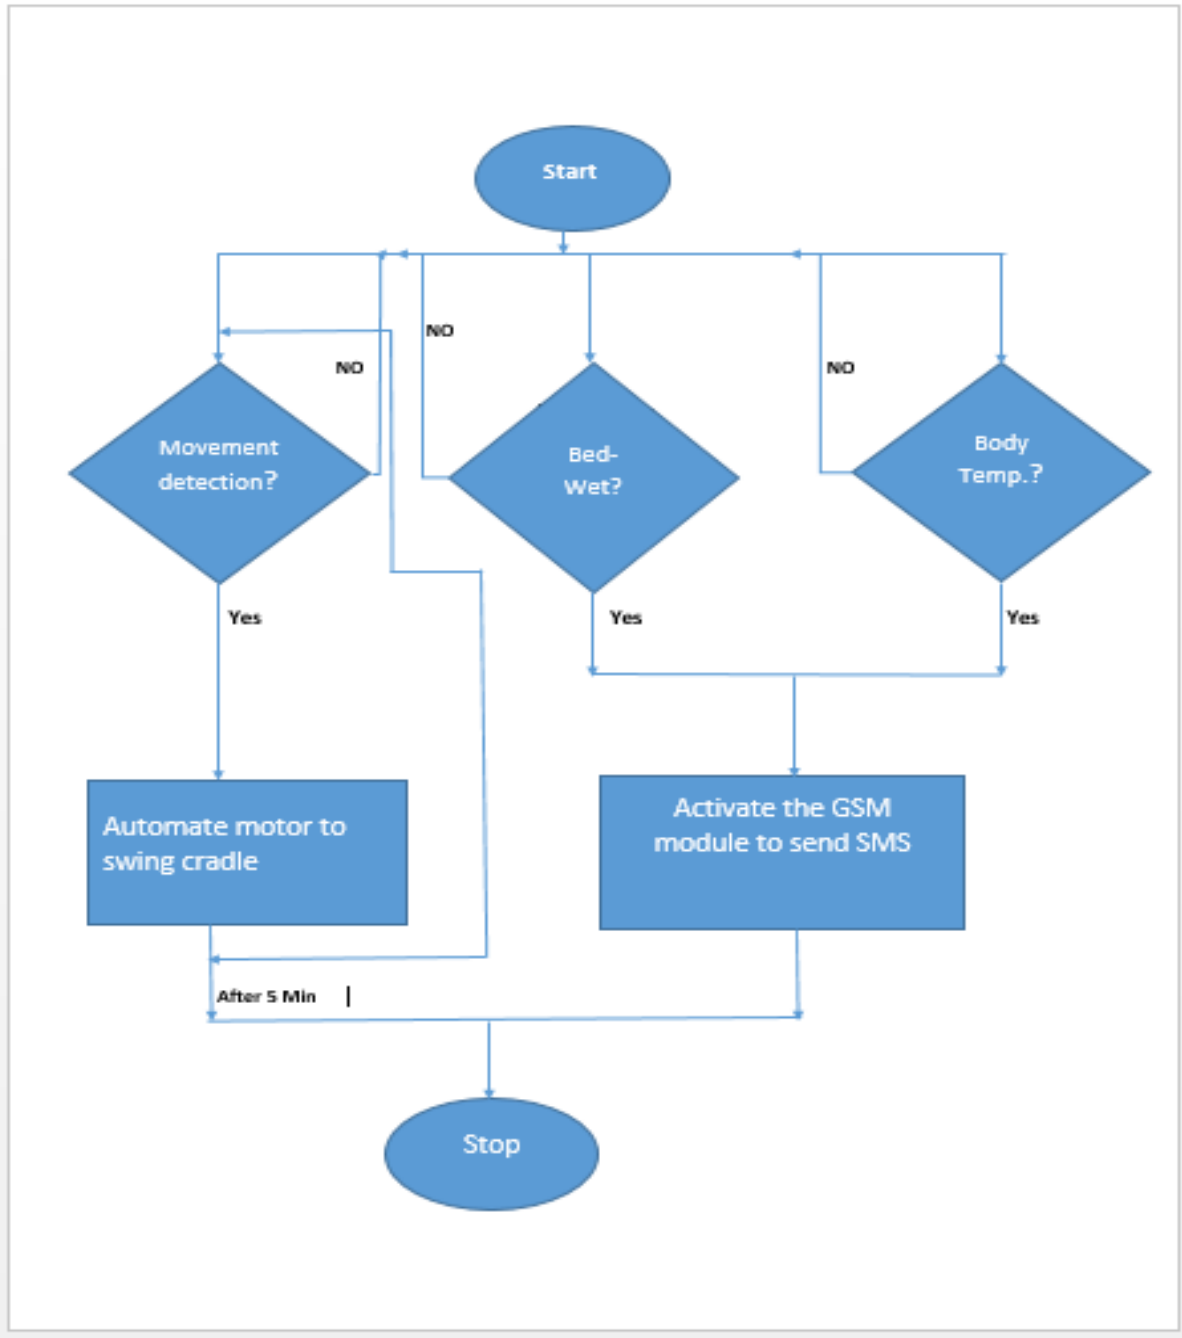 Start
NO
NO
NO
Movement
detection?
Bed-
Wet?
Body
Temp.?
Yes
Yes
Yes
Automate motor to
swing cradle
Activate the GSM
module to send SMS
After 5 Min |
Stop